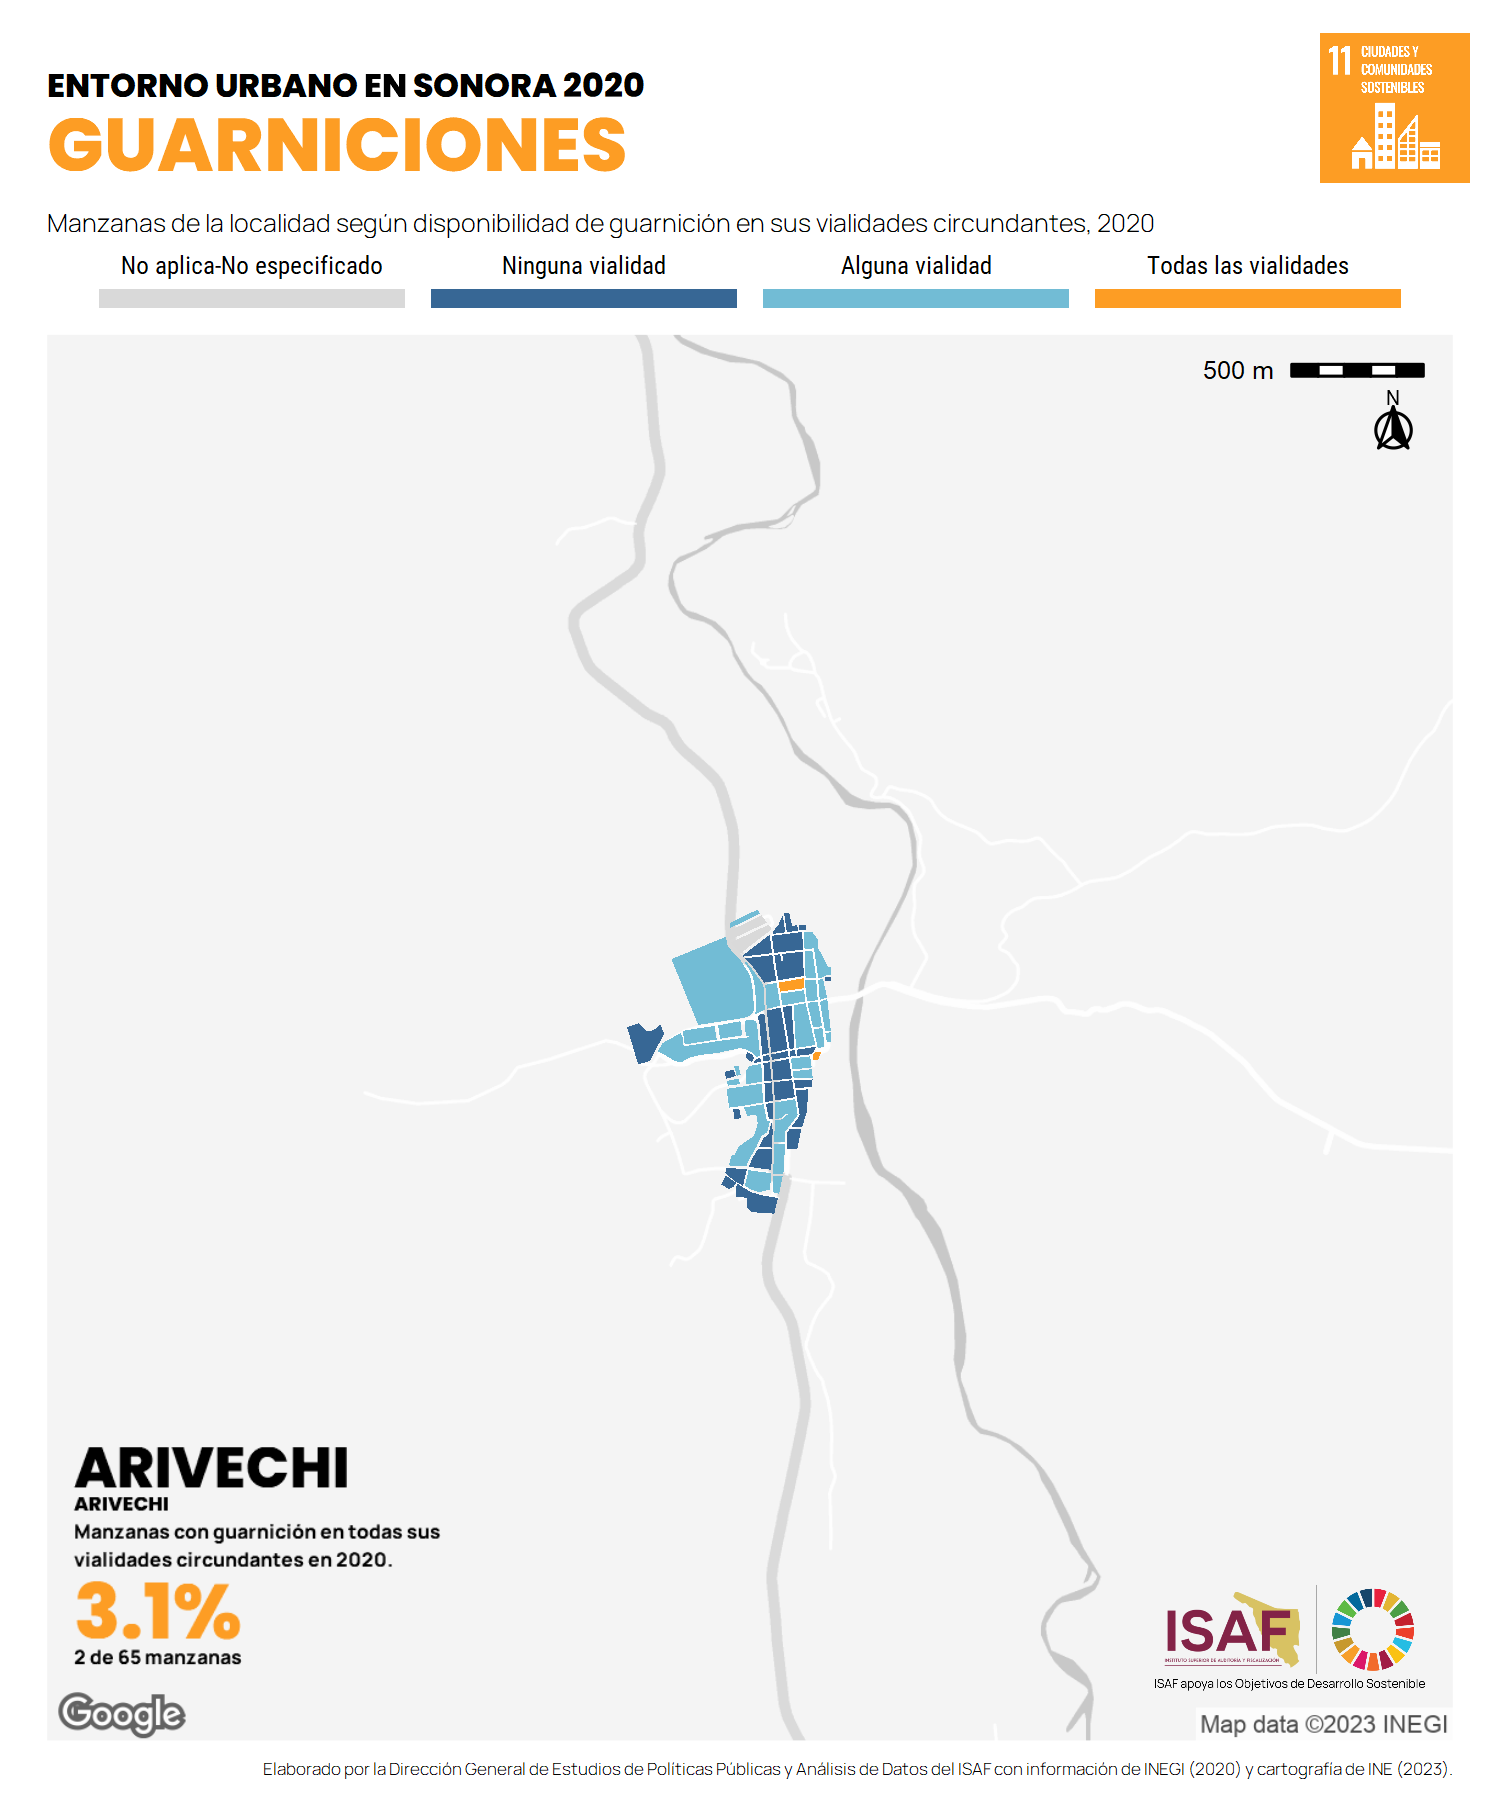 ENTORNO URBANO EN SONORA 2020
GUARNICIONES
11 CIUDADES Y
COMUNIDADES
SOSTENIBLES
Manzanas de la localidad según disponibilidad de guarnición en sus vialidades circundantes, 2020
No aplica-No especificado
Ninguna vialidad
Alguna vialidad
Todas las vialidades
500 m
N
ARIVECHI
ARIVECHI
Manzanas con guarnición en todas sus
vialidades circundantes en 2020.
3.1%
2 de 65 manzanas
Google
ISAF
INSTITUTO SUPERIOR DE AUDITORÍA Y FISCALIZACIÓN
ISAF apoya los Objetivos de Desarrollo Sostenible
Map data ©2023 INEGI
Elaborado por la Dirección General de Estudios de Políticas Públicas y Análisis de Datos del ISAF con información de INEGI (2020) y cartografía de INE (2023).